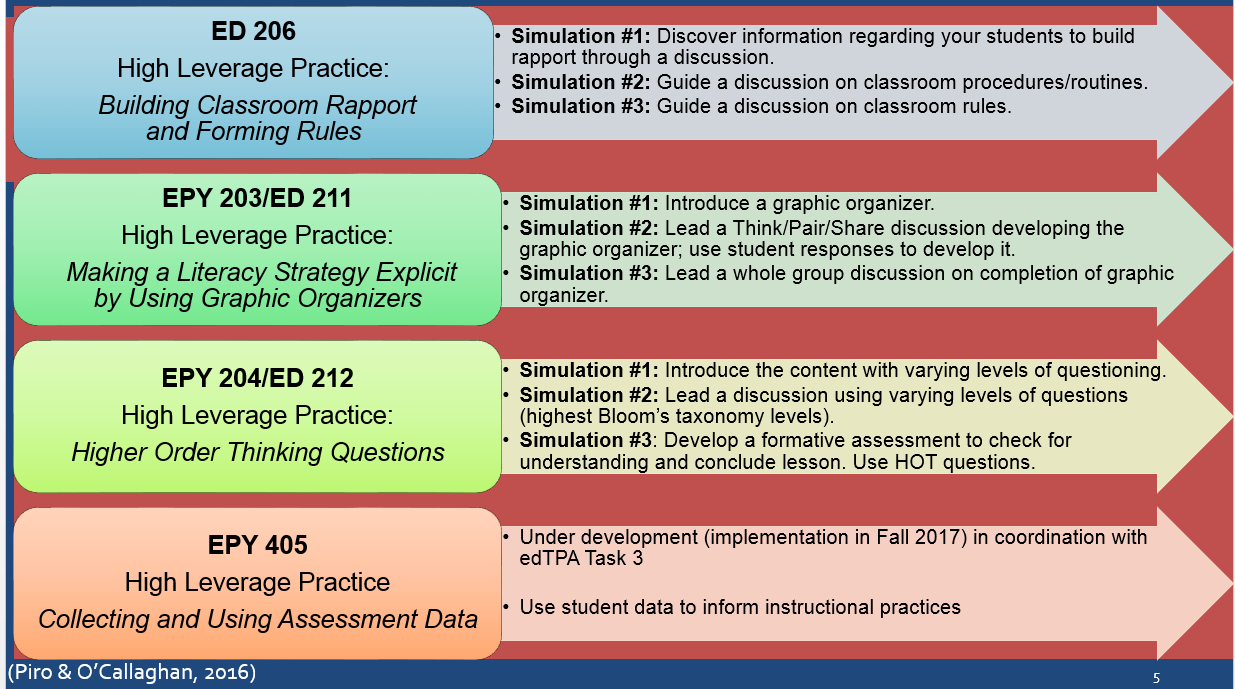 ED 206
High Leverage Practice:
Building Classroom Rapport
and Forming Rules
• Simulation #1: Discover information regarding your students to build
rapport through a discussion.
• Simulation #2: Guide a discussion on classroom procedures/routines.
• Simulation #3: Guide a discussion on classroom rules.
EPY 203/ED 211
High Leverage Practice:
Making a Literacy Strategy Explicit
by Using Graphic Organizers
• Simulation #1: Introduce a graphic organizer.
• Simulation #2: Lead a Think/Pair/Share discussion developing the
graphic organizer; use student responses to develop it.
• Simulation #3: Lead a whole group discussion on completion of graphic
organizer.
EPY 204/ED 212
High Leverage Practice:
Higher Order Thinking Questions
• Simulation #1: Introduce the content with varying levels of questioning.
• Simulation #2: Lead a discussion using varying levels of questions
(highest Bloom’s taxonomy levels).
• Simulation #3: Develop a formative assessment to check for
understanding and conclude lesson. Use HOT questions.
EPY 405
High Leverage Practice
Collecting and Using Assessment Data
• Under development (implementation in Fall 2017) in coordination with
edTPA Task 3
• Use student data to inform instructional practices
(Piro & O’Callaghan, 2016)
5